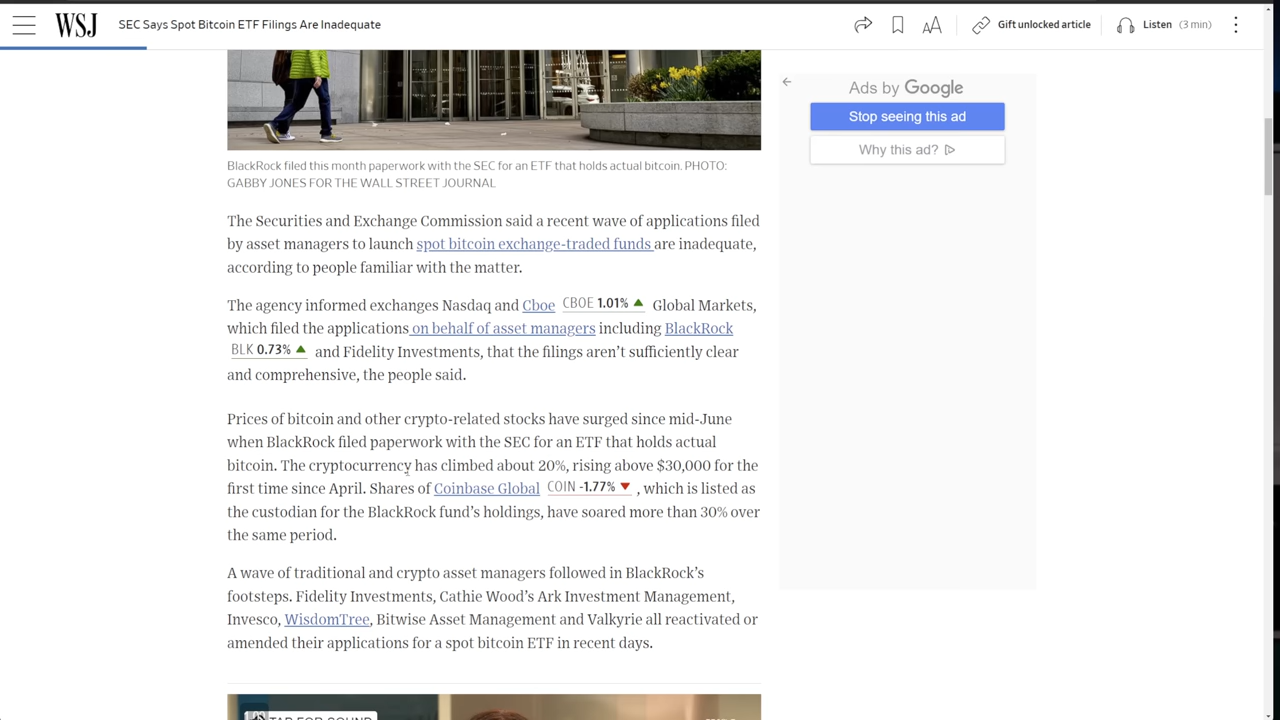 WSJ SEC Says Spot Bitcoin ETF Filings Are Inadequate Gift unlocked article Listen (3 min)
Ads by Google
Stop seeing this ad
Why this ad?
BlackRock filed this month paperwork with the SEC for an ETF that holds actual bitcoin. PHOTO:
GABBY JONES FOR THE WALL STREET JOURNAL
The Securities and Exchange Commission said a recent wave of applications filed
by asset managers to launch spot bitcoin exchange-traded funds are inadequate,
according to people familiar with the matter.
The agency informed exchanges Nasdaq and Cboe CBOE 1.01% ▲ Global Markets,
which filed the applications on behalf of asset managers including BlackRock
BLK 0.73% ▲ and Fidelity Investments, that the filings aren’t sufficiently clear
and comprehensive, the people said.
Prices of bitcoin and other crypto-related stocks have surged since mid-June
when BlackRock filed paperwork with the SEC for an ETF that holds actual
bitcoin. The cryptocurrency has climbed about 20%, rising above $30,000 for the
first time since April. Shares of Coinbase Global COIN -1.77% ▼ , which is listed as
the custodian for the BlackRock fund’s holdings, have soared more than 30% over
the same period.
A wave of traditional and crypto asset managers followed in BlackRock’s
footsteps. Fidelity Investments, Cathie Wood’s Ark Investment Management,
Invesco, WisdomTree, Bitwise Asset Management and Valkyrie all reactivated or
amended their applications for a spot bitcoin ETF in recent days.
TAP FOR SOUND